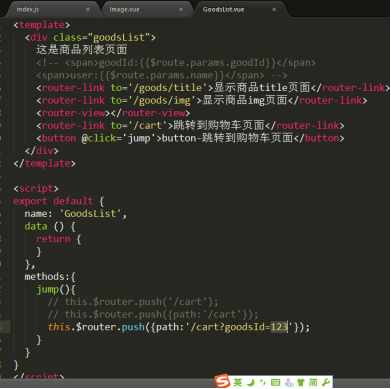 index.js
Image.vue
GoodsList.vue
<template>
<div class="goodsList">
这是商品列表页面
<!-- <span>goodId:{{$route.params.goodId}}</span>
<span>user:{{$route.params.name}}</span> -->
<router-link to='/goods/title'>显示商品title页面</router-link>
<router-link to='/goods/img'>显示商品img页面</router-link>
<router-view></router-view>
<router-link to='/cart'>跳转到购物车页面</router-link>
<button @click='jump'>button-跳转到购物车页面</button>
</div>
</template>
<script>
export default {
name: 'GoodsList',
data () {
return {
}
}
},
methods:{
jump(){
// this.$router.push('/cart');
// this.$router.push({path:'/cart'});
this.$router.push({path:'/cart?goodsId=123'});
}
}
}
</script>
英
简